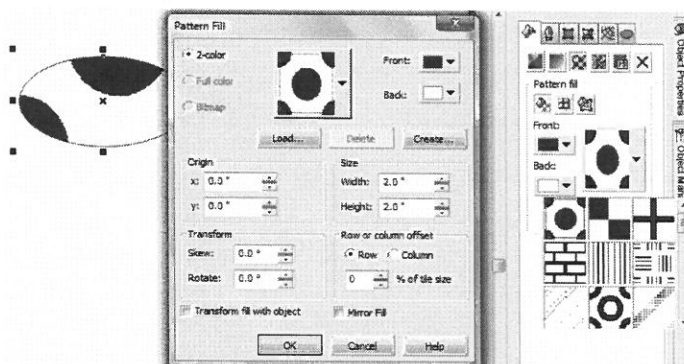 Pattern Fill
2-color
Full color
Bitmap
Front:
Back:
Load...
Delete
Create...
Origin
x: 0.0 "
y: 0.0 "
Size
Width: 2.0 "
Height: 2.0 "
Transform
Skew: 0.0 °
Rotate: 0.0 °
Row or column offset
Row Column
0 % of tile size
Transform fill with object
Mirror Fill
OK
Cancel
Help
Pattern fill
Front:
Back:
Object Properties